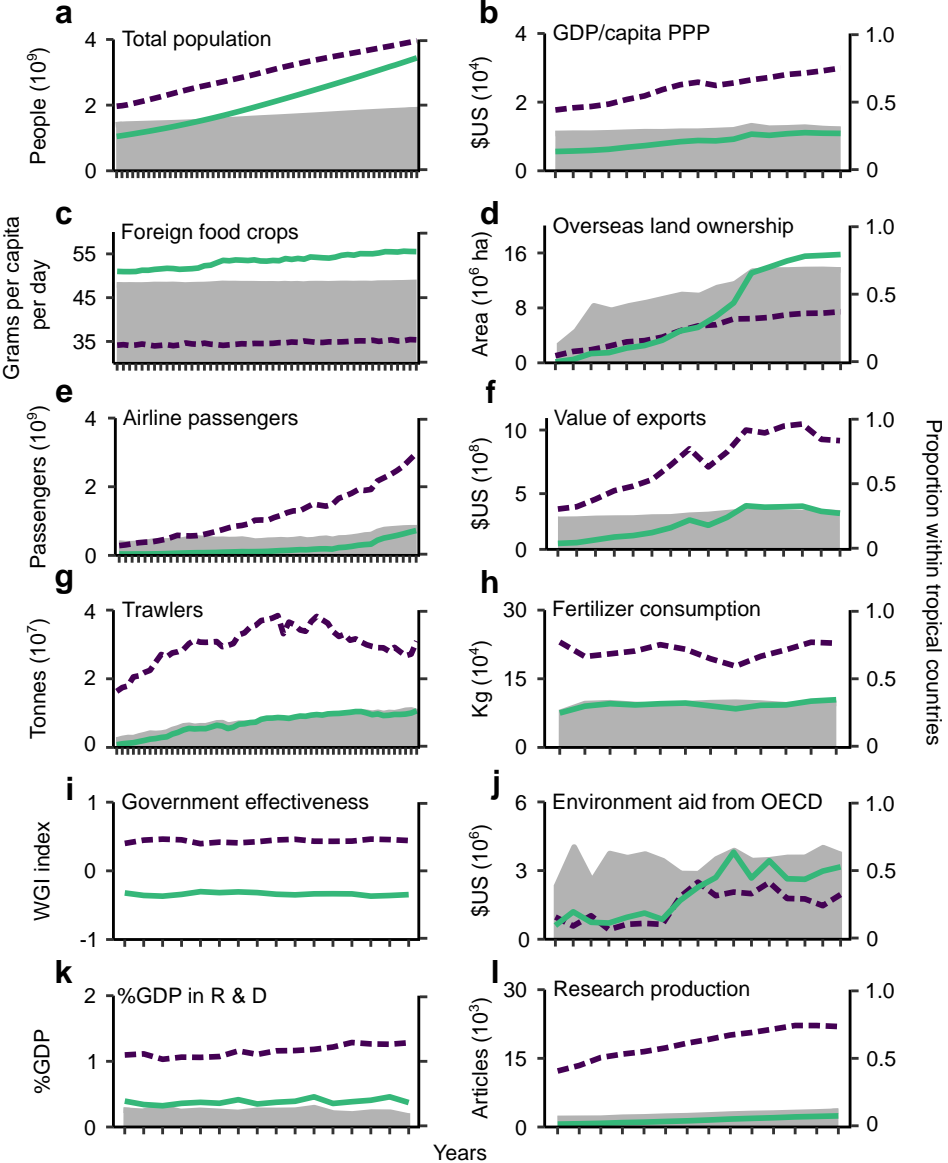 a
Total population
People (10⁹)
4
2
0
b
GDP/capita PPP
$US (10⁴)
4
2
0
1.0
0.5
0
c
Foreign food crops
Grams per capita
per day
55
45
35
d
Overseas land ownership
Area (10⁶ ha)
16
8
0
1.0
0.5
0
e
Airline passengers
Passengers (10⁹)
4
2
0
f
Value of exports
$US (10⁸)
10
5
0
1.0
0.5
0
g
Trawlers
Tonnes (10⁷)
4
2
0
h
Fertilizer consumption
Kg (10⁴)
30
15
0
1.0
0.5
0
i
Government effectiveness
WGI index
1
0
-1
j
Environment aid from OECD
$US (10⁶)
6
3
0
1.0
0.5
0
k
%GDP in R & D
%GDP
2
1
0
l
Research production
Articles (10³)
30
15
0
1.0
0.5
0
Proportion within tropical countries
Years